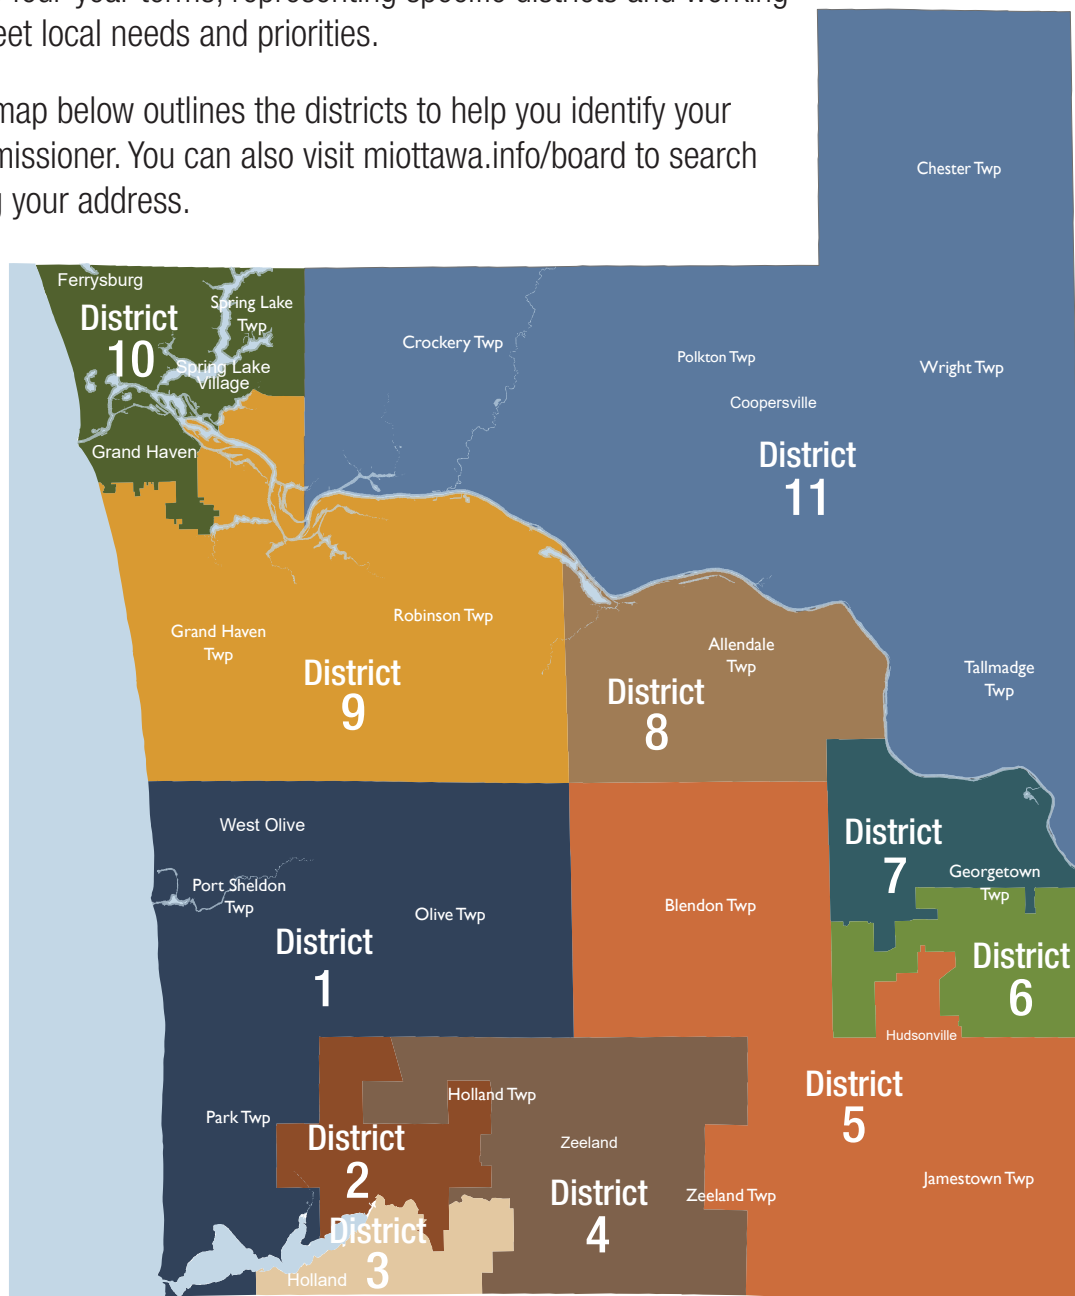 four-year terms, representing specific districts and working
eet local needs and priorities.
map below outlines the districts to help you identify your
missioner. You can also visit miottawa.info/board to search
g your address.
Chester Twp
Ferrysburg
Spring Lake
Twp
District
10
Spring Lake
Village
Crockery Twp
Polkton Twp
Wright Twp
Coopersville
Grand Haven
District
11
Grand Haven
Twp
Robinson Twp
District
9
Allendale
Twp
District
8
Tallmadge
Twp
West Olive
Port Sheldon
Twp
Olive Twp
District
1
Blendon Twp
District
7
Georgetown
Twp
District
6
Hudsonville
Park Twp
Holland Twp
District
2
Zeeland
District
4
Zeeland Twp
District
5
Jamestown Twp
District
3
Holland